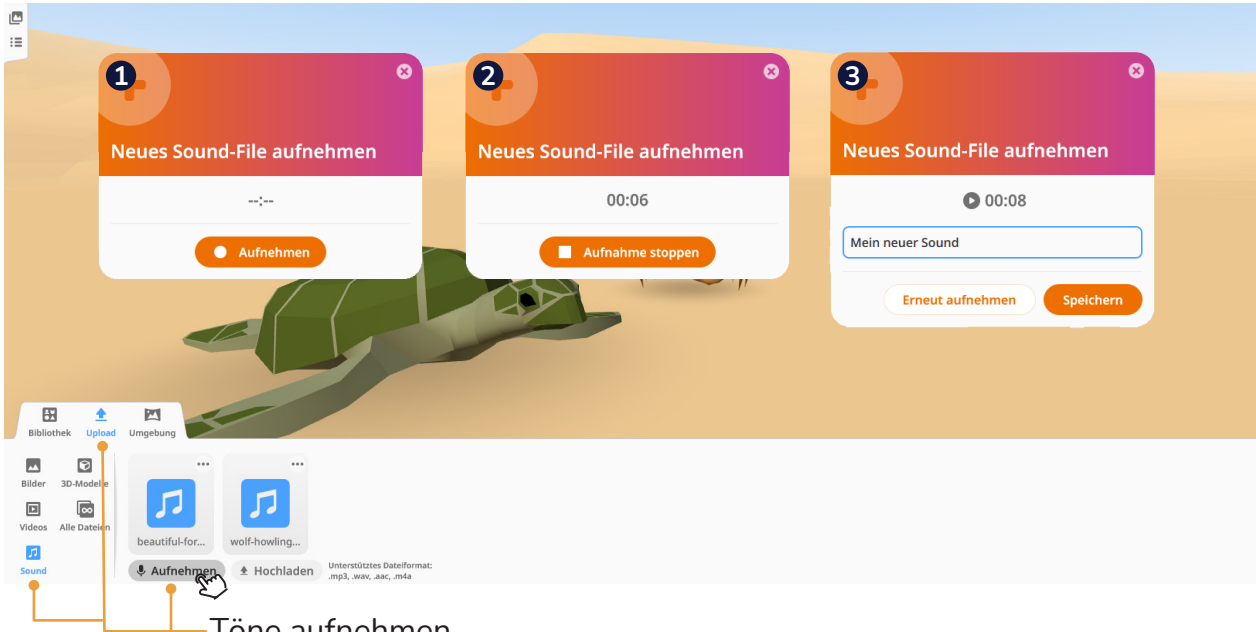 1
Neues Sound-File aufnehmen
--:--
Aufnehmen
2
Neues Sound-File aufnehmen
00:06
Aufnahme stoppen
3
Neues Sound-File aufnehmen
00:08
Mein neuer Sound
Erneut aufnehmen
Speichern
Bibliothek
Upload
Umgebung
Bilder
3D-Modelle
Videos
Alle Dateien
Sound
beautiful-for...
wolf-howling...
Aufnehmen
Hochladen
Unterstütztes Dateiformat:
.mp3, .wav, .aac, .m4a
Töne aufnehmen